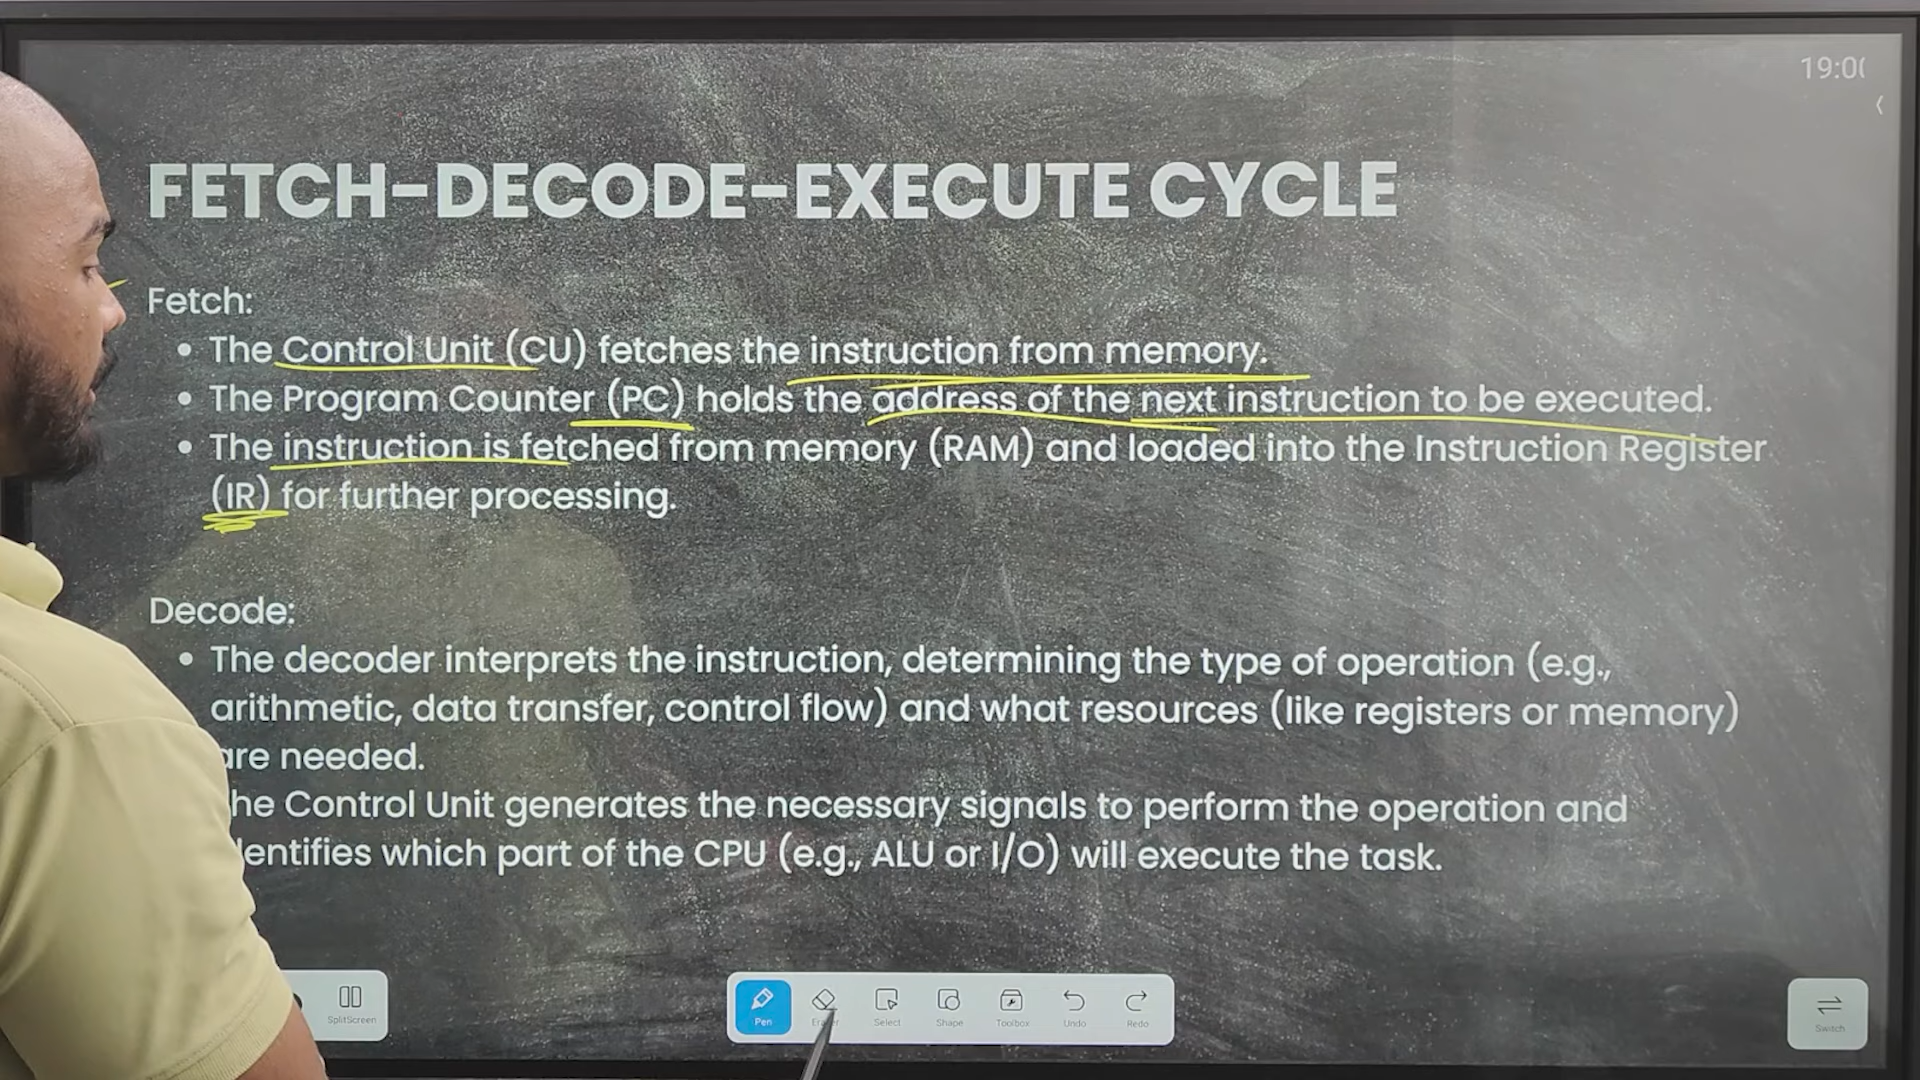 19:0
FETCH-DECODE-EXECUTE CYCLE
Fetch:
• The Control Unit (CU) fetches the instruction from memory.
• The Program Counter (PC) holds the address of the next instruction to be executed.
• The instruction is fetched from memory (RAM) and loaded into the Instruction Register
(IR) for further processing.
Decode:
• The decoder interprets the instruction, determining the type of operation (e.g.,
arithmetic, data transfer, control flow) and what resources (like registers or memory)
are needed.
he Control Unit generates the necessary signals to perform the operation and
entifies which part of the CPU (e.g., ALU or I/O) will execute the task.
SplitScreen
Pen
Select
Shape
Toolbox
Undo
Redo
Switch